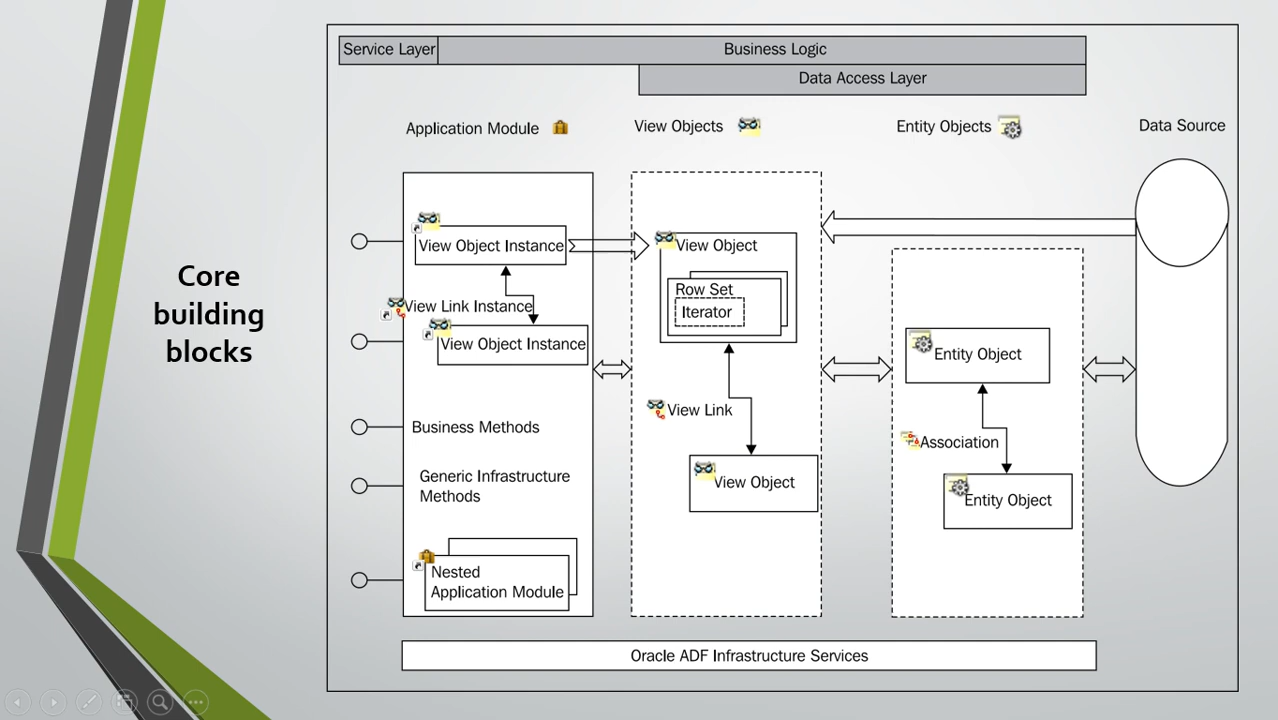 Core
building
blocks
Service Layer
Business Logic
Data Access Layer
Application Module
View Objects
Entity Objects
Data Source
View Object Instance
View Link Instance
View Object Instance
Business Methods
Generic Infrastructure
Methods
Nested
Application Module
View Object
Row Set
Iterator
View Link
View Object
Entity Object
Association
Entity Object
Oracle ADF Infrastructure Services